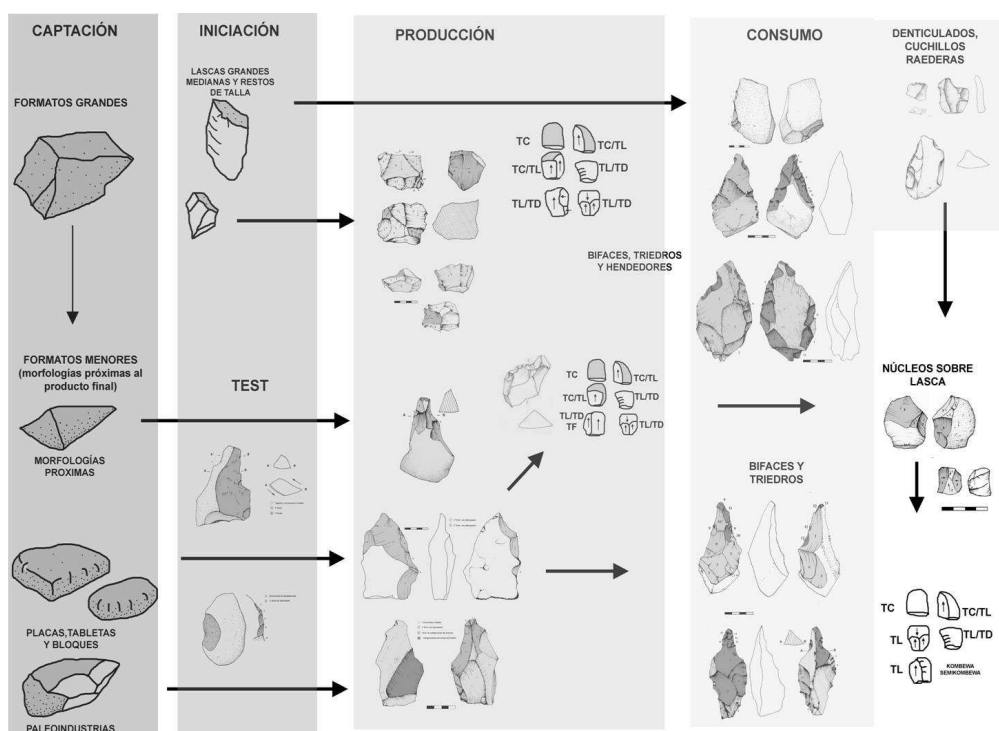 CAPTACIÓN
FORMATOS GRANDES
FORMATOS MENORES
(morfologías próximas al
producto final)
MORFOLOGÍAS
PROXIMAS
PLACAS,TABLETAS
Y BLOQUES
PALEOINDUSTRIAS
INICIACIÓN
LASCAS GRANDES
MEDIANAS Y RESTOS
DE TALLA
TEST
PRODUCCIÓN
TC
TC/TL
TC/TL
TL/TD
TL/TD
TL/TD
BIFACES, TRIEDROS
Y HENDEDORES
TC
TC/TL
TC/TL
TL/TD
TL/TD
TF
TL/TD
CONSUMO
BIFACES Y
TRIEDROS
DENTICULADOS,
CUCHILLOS
RAEDERAS
NÚCLEOS SOBRE
LASCA
TC
TC/TL
TL
TL/TD
TL
KOMBEWA
SEMIKOMBEWA